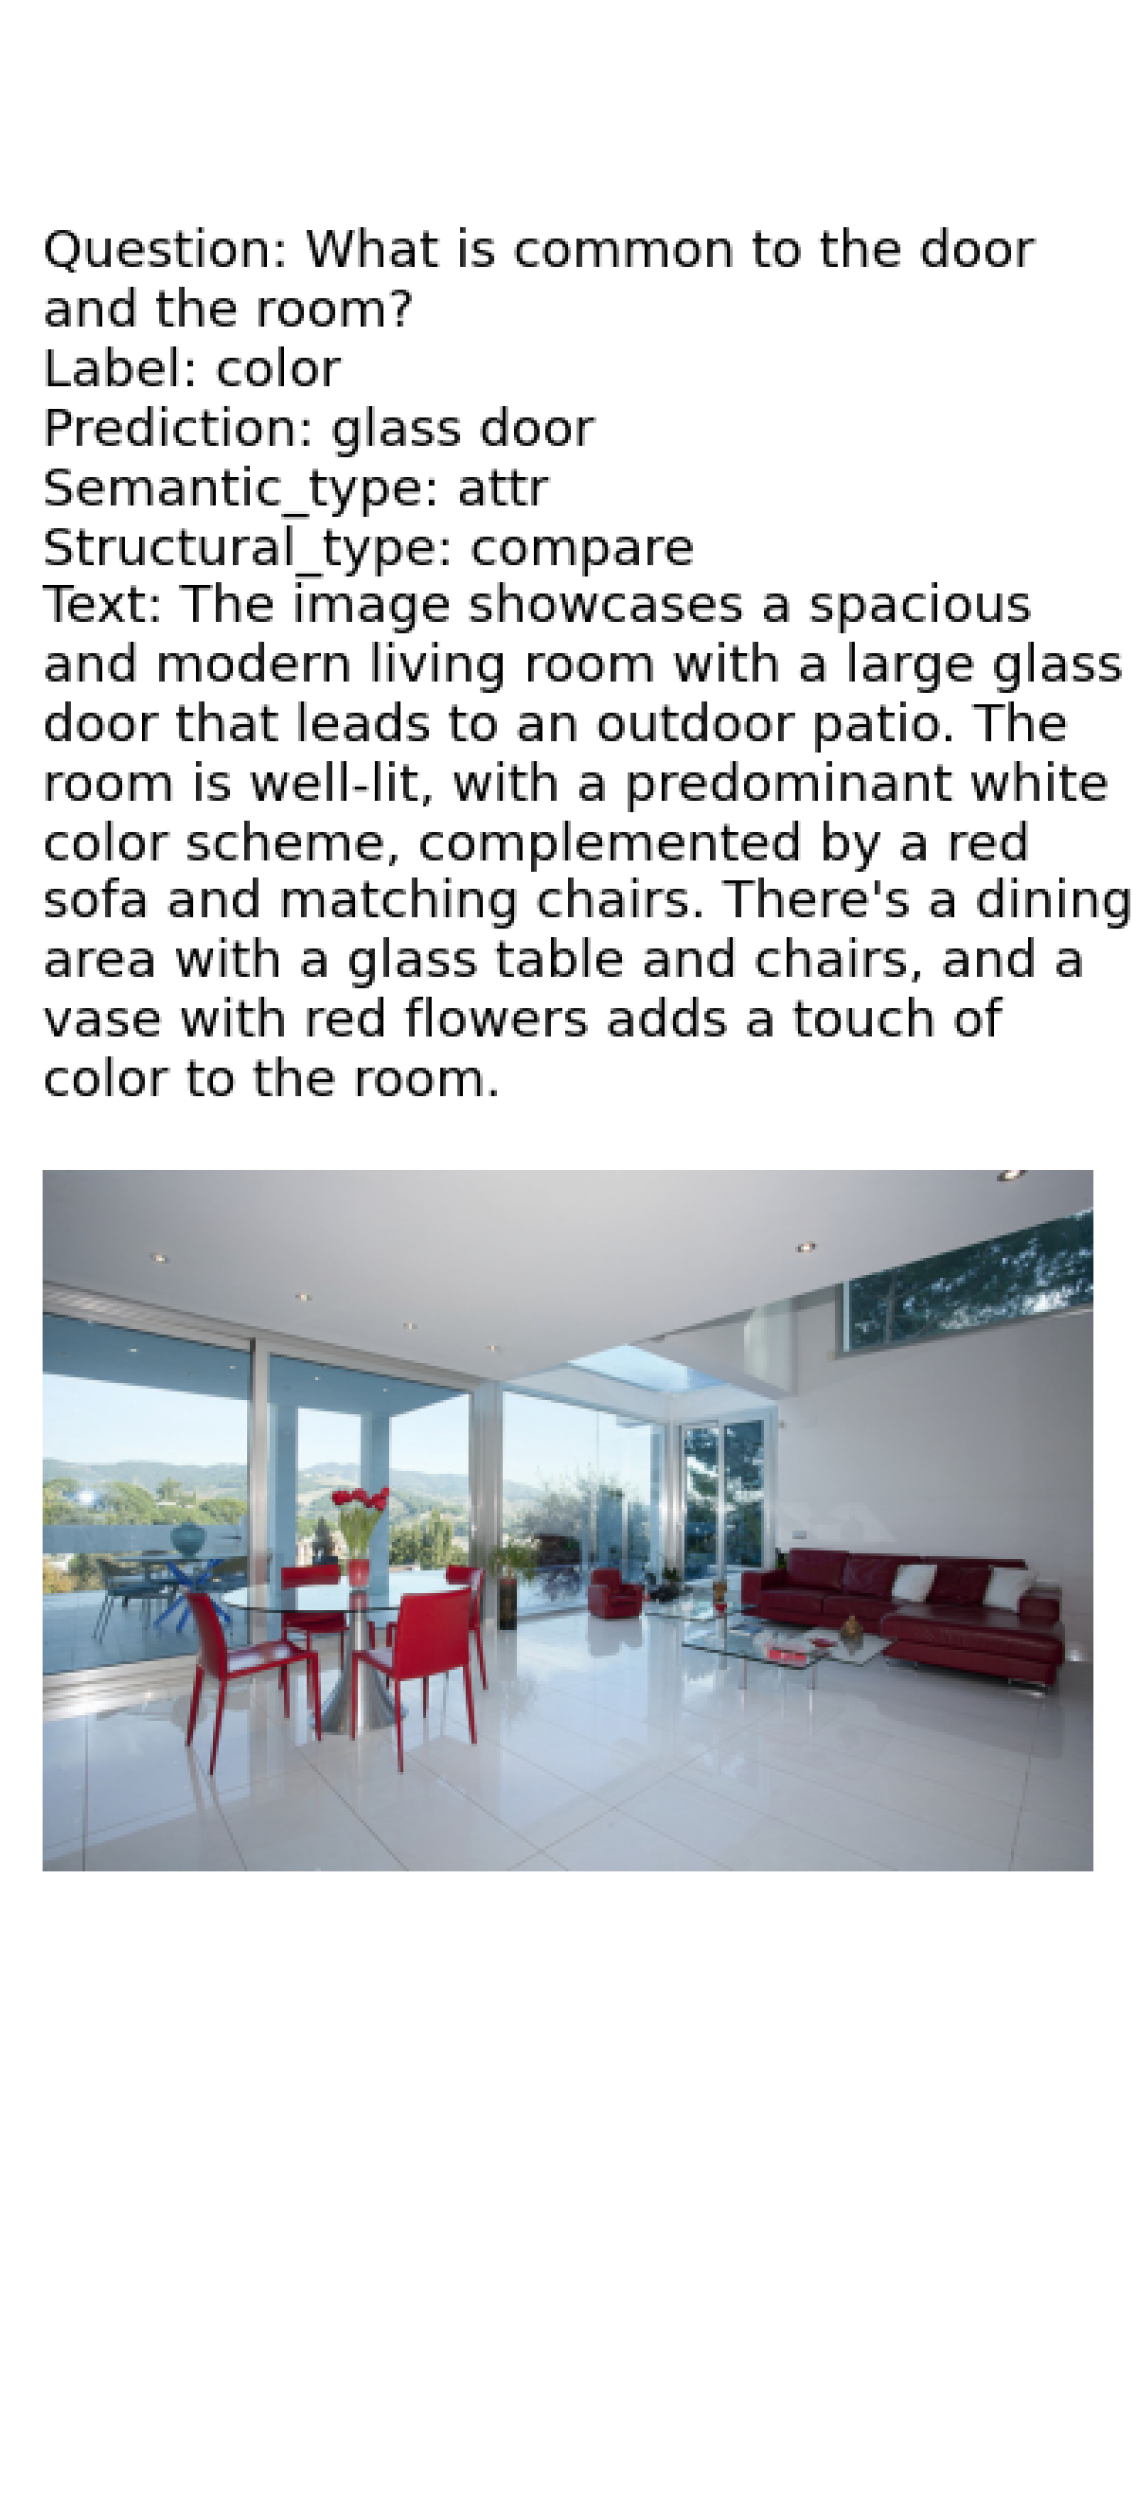 Question: What is common to the door
and the room?
Label: color
Prediction: glass door
Semantic_type: attr
Structural_type: compare
Text: The image showcases a spacious
and modern living room with a large glass
door that leads to an outdoor patio. The
room is well-lit, with a predominant white
color scheme, complemented by a red
sofa and matching chairs. There's a dining
area with a glass table and chairs, and a
vase with red flowers adds a touch of
color to the room.